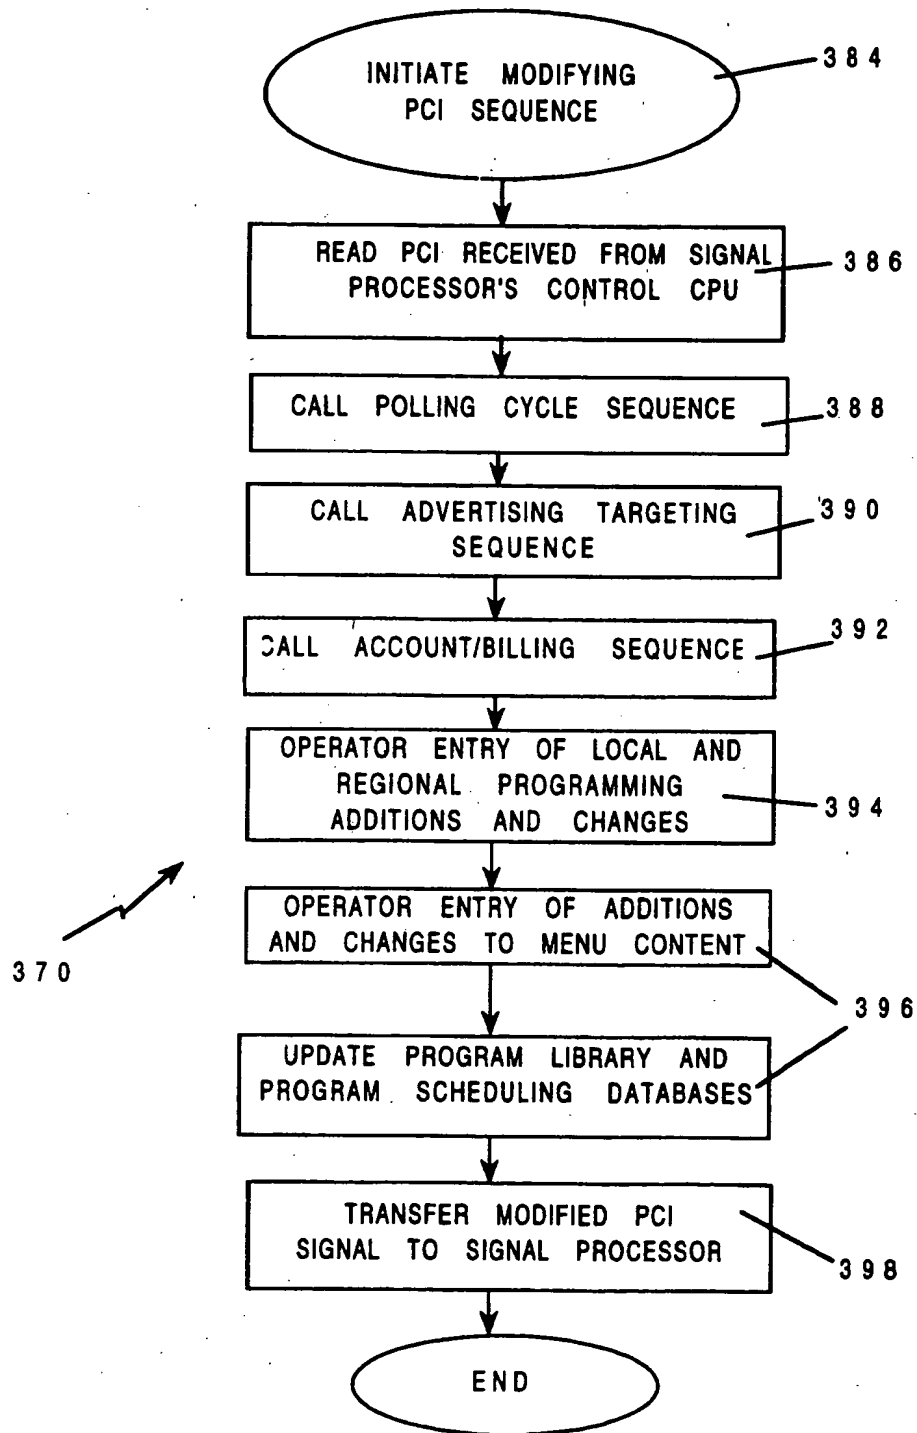 INITIATE MODIFYING
PCI SEQUENCE
384
READ PCI RECEIVED FROM SIGNAL
PROCESSOR'S CONTROL CPU
386
CALL POLLING CYCLE SEQUENCE
388
CALL ADVERTISING TARGETING
SEQUENCE
390
CALL ACCOUNT/BILLING SEQUENCE
392
OPERATOR ENTRY OF LOCAL AND
REGIONAL PROGRAMMING
ADDITIONS AND CHANGES
394
OPERATOR ENTRY OF ADDITIONS
AND CHANGES TO MENU CONTENT
370
396
UPDATE PROGRAM LIBRARY AND
PROGRAM SCHEDULING DATABASES
TRANSFER MODIFIED PCI
SIGNAL TO SIGNAL PROCESSOR
398
END